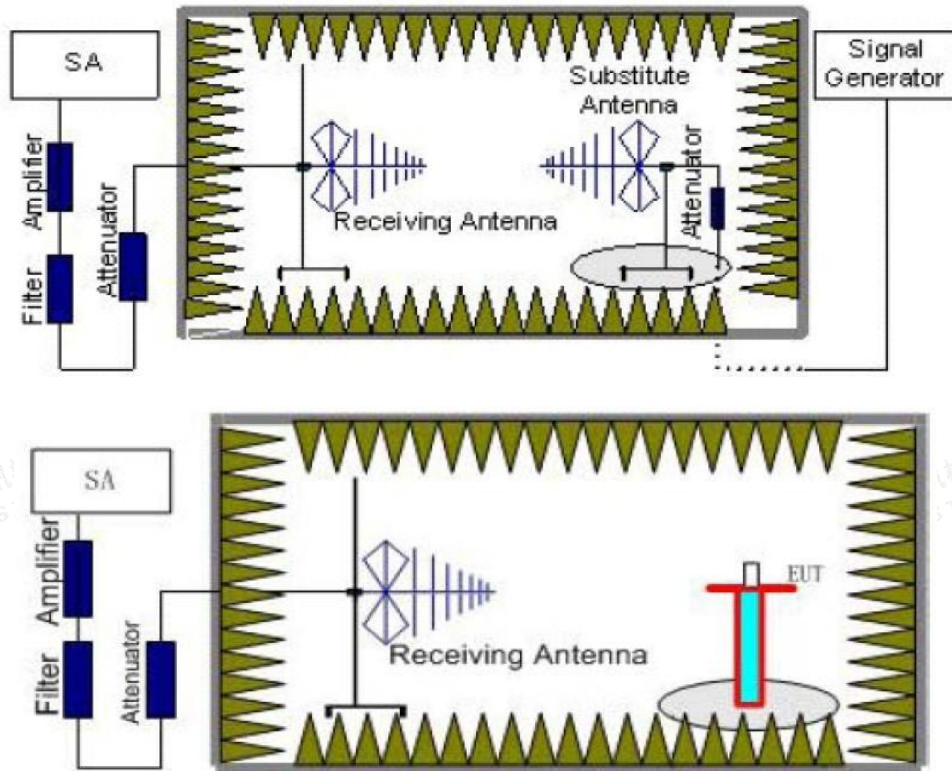 SA
Signal
Generator
Substitute
Antenna
Amplifier
Attenuator
Attenuator
Receiving Antenna
Filter
SA
Amplifier
EUT
Receiving Antenna
Filter
Attenuator